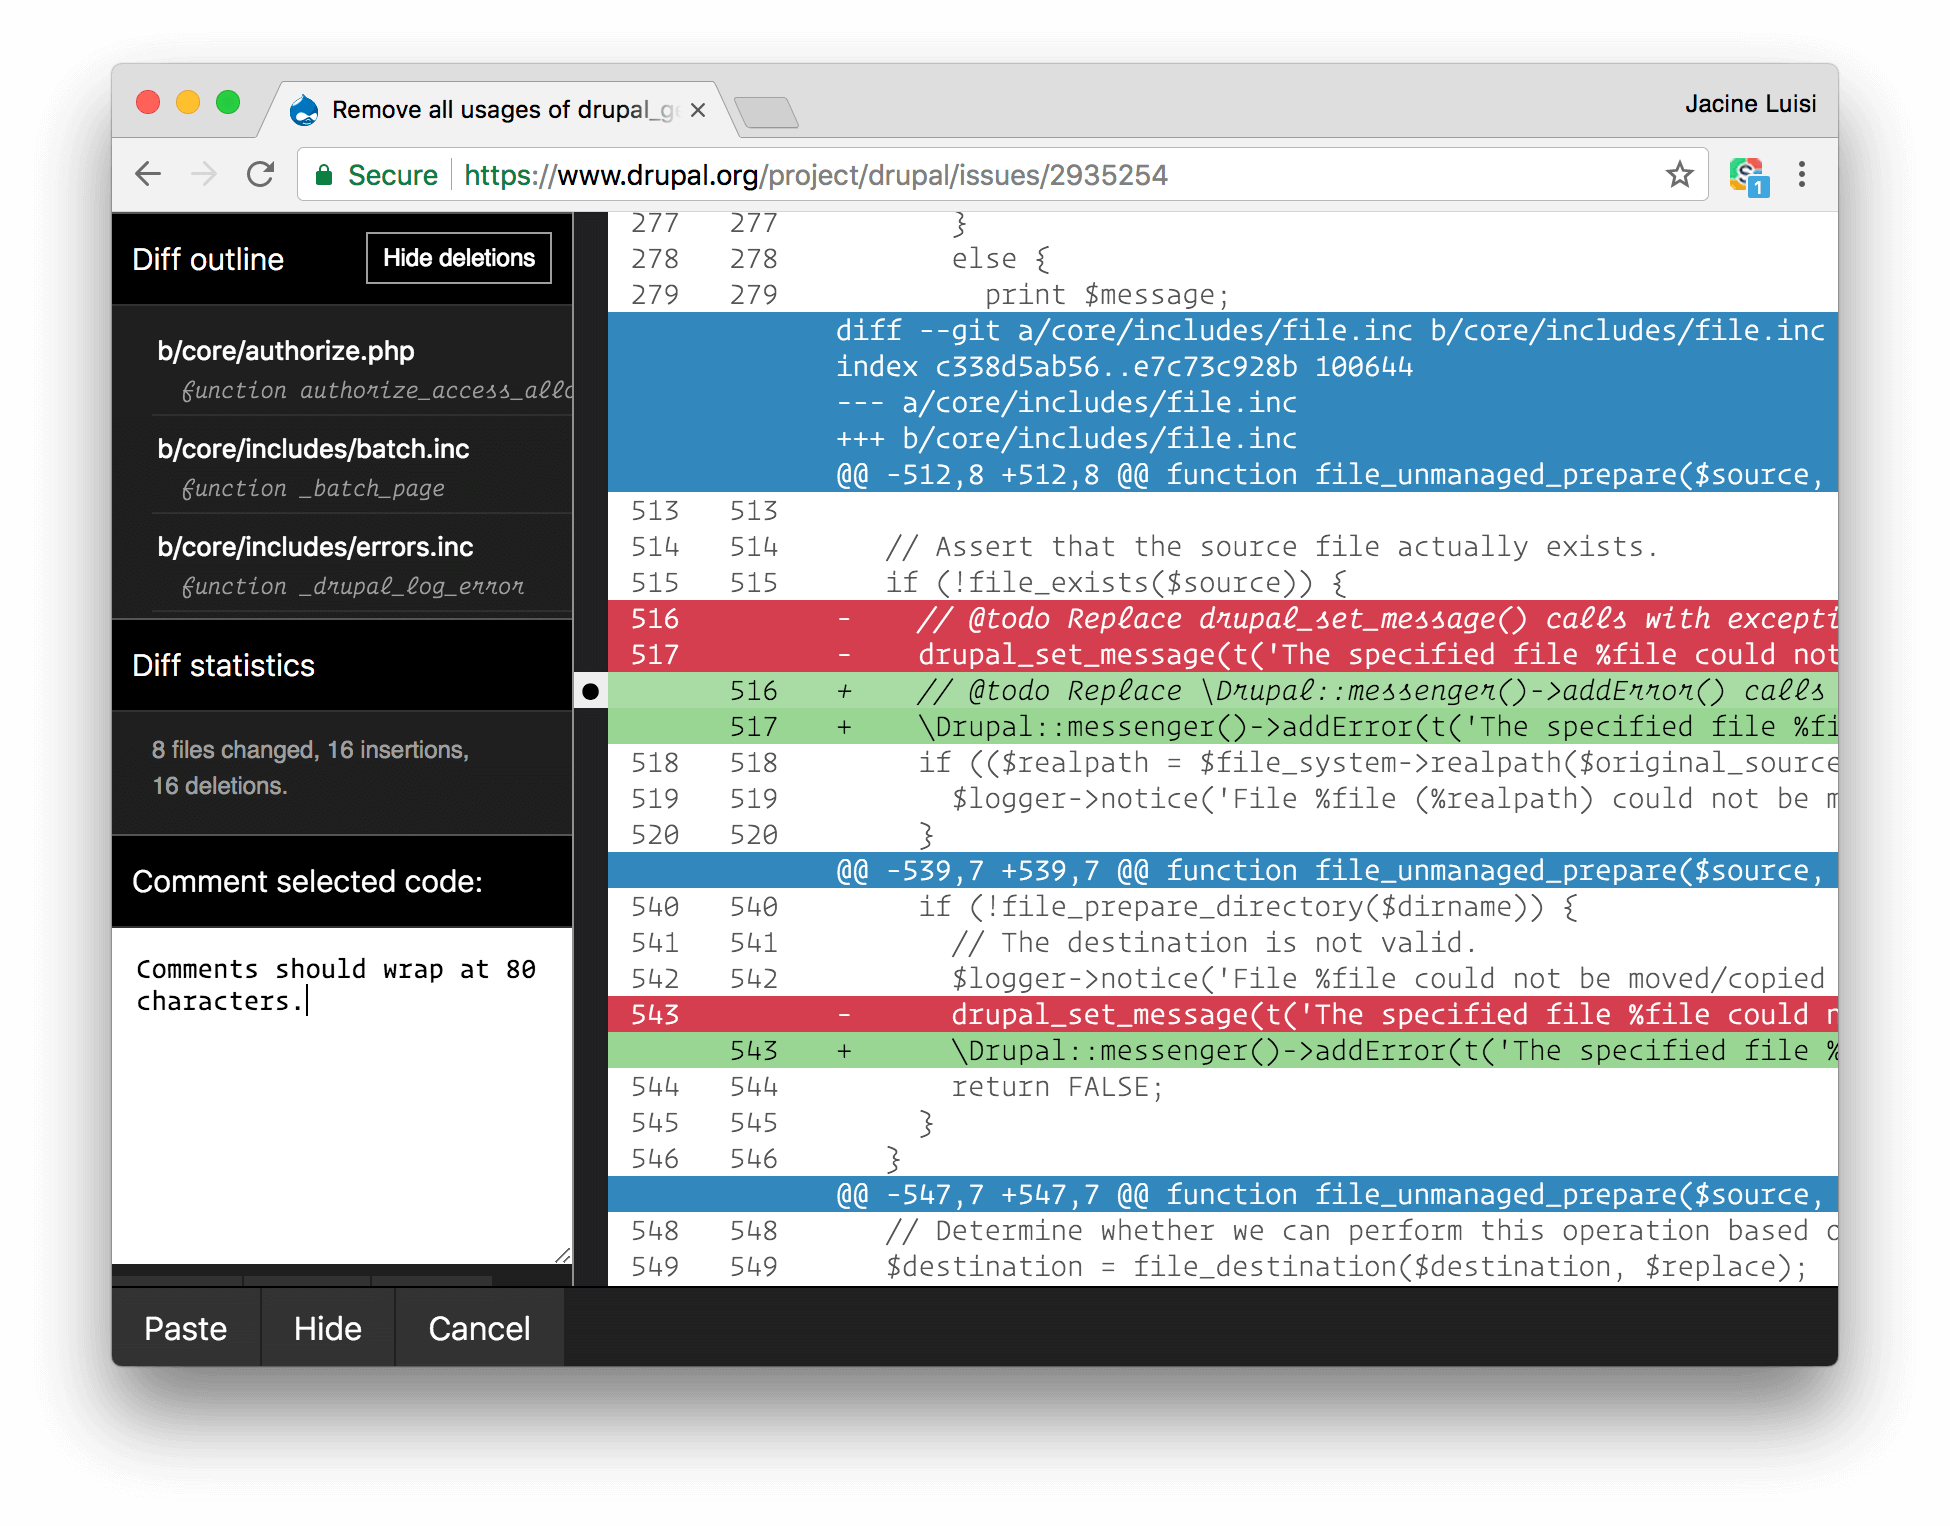 Remove all usages of drupal_g
Jacine Luisi
Secure https://www.drupal.org/project/drupal/issues/2935254
1
Diff outline
Hide deletions
b/core/authorize.php
function authorize_access_allo
b/core/includes/batch.inc
function _batch_page
b/core/includes/errors.inc
function _drupal_log_error
Diff statistics
8 files changed, 16 insertions,
16 deletions.
Comment selected code:
Comments should wrap at 80
characters.
277 277 }
278 278 else {
279 279 print $message;
diff --git a/core/includes/file.inc b/core/includes/file.inc
index c338d5ab56..e7c73c928b 100644
--- a/core/includes/file.inc
+++ b/core/includes/file.inc
@@ -512,8 +512,8 @@ function file_unmanaged_prepare($source,
513 513
514 514 // Assert that the source file actually exists.
515 515 if (!file_exists($source)) {
516 - // @todo Replace drupal_set_message() calls with excepti
517 - drupal_set_message(t('The specified file %file could not
516 + // @todo Replace \Drupal::messenger()->addError() calls
517 + \Drupal::messenger()->addError(t('The specified file %fi
518 518 if (($realpath = $file_system->realpath($original_source
519 519 $logger->notice('File %file (%realpath) could not be m
520 520 }
@@ -539,7 +539,7 @@ function file_unmanaged_prepare($source,
540 540 if (!file_prepare_directory($dirname)) {
541 541 // The destination is not valid.
542 542 $logger->notice('File %file could not be moved/copied
543 - drupal_set_message(t('The specified file %file could n
543 + \Drupal::messenger()->addError(t('The specified file %
544 544 return FALSE;
545 545 }
546 546 }
@@ -547,7 +547,7 @@ function file_unmanaged_prepare($source,
548 548 // Determine whether we can perform this operation based o
549 549 $destination = file_destination($destination, $replace);
Paste Hide Cancel